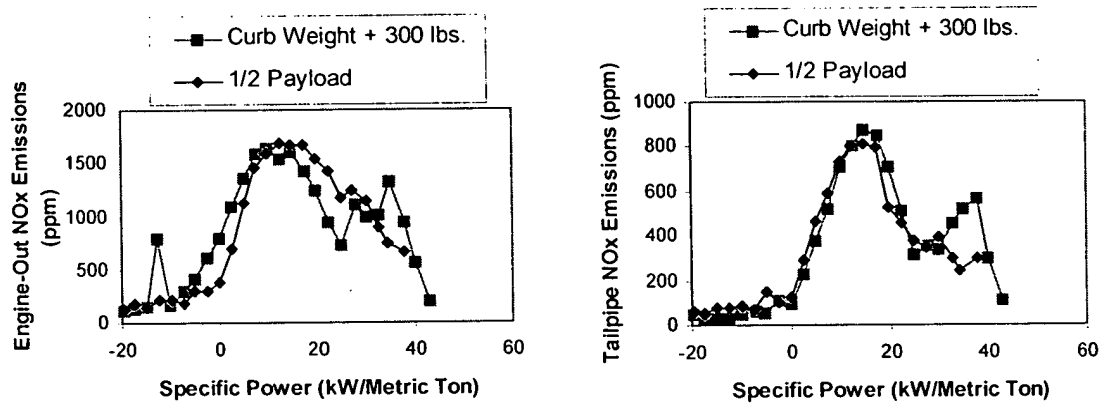 Curb Weight + 300 lbs.
1/2 Payload
Engine-Out NOx Emissions
(ppm)
2000
1500
1000
500
0
-20
0
20
40
60
Specific Power (kW/Metric Ton)
Curb Weight + 300 lbs.
1/2 Payload
Tailpipe NOx Emissions (ppm)
1000
800
600
400
200
0
-20
0
20
40
60
Specific Power (kW/Metric Ton)